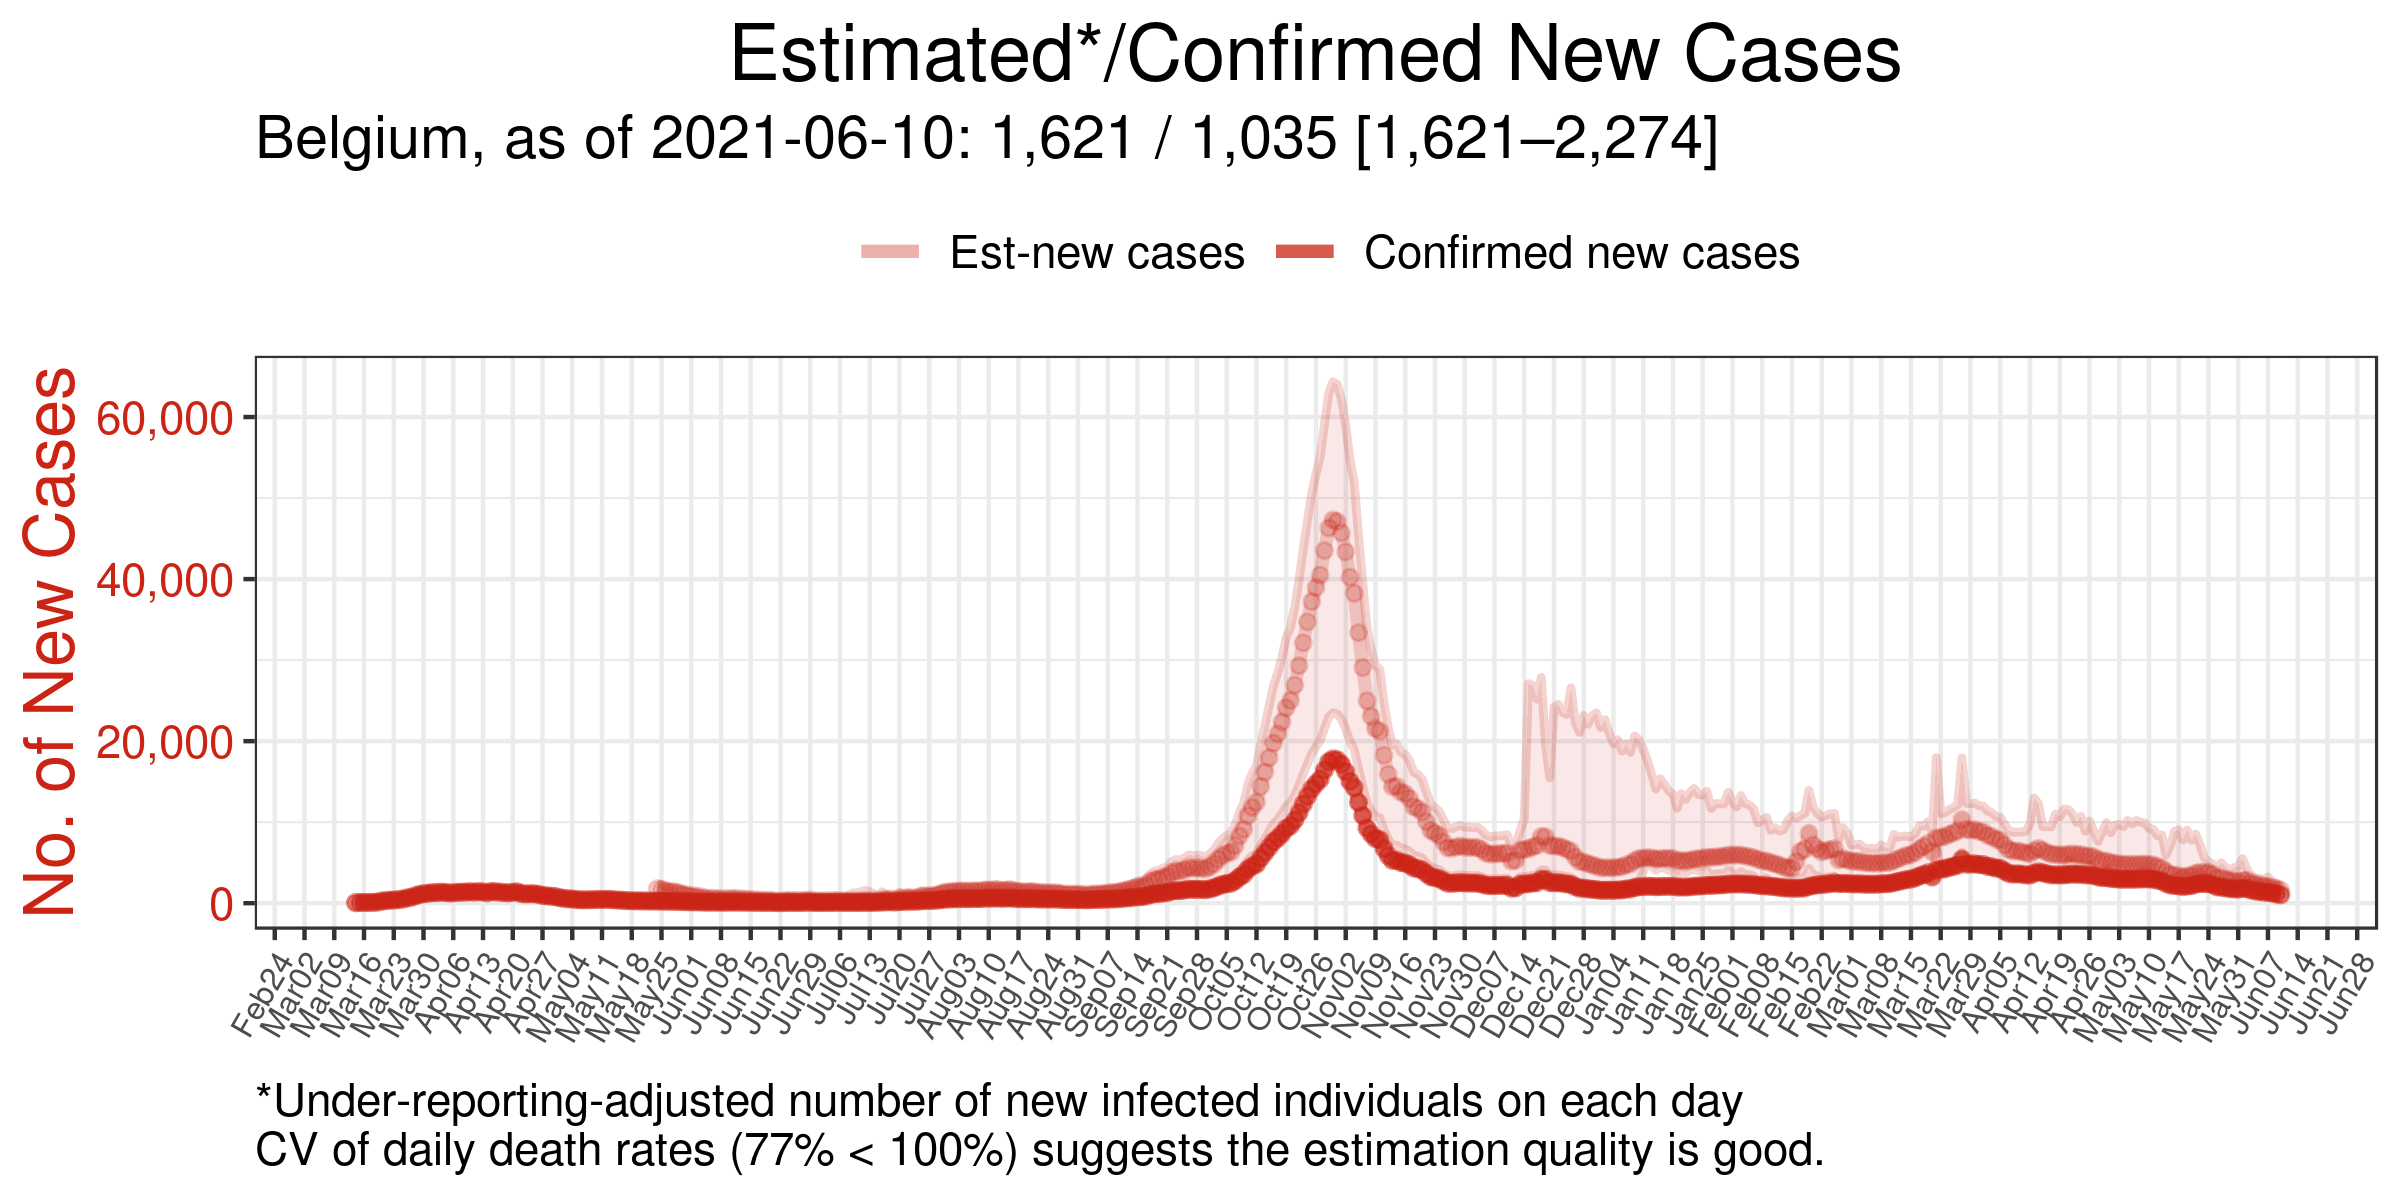 Estimated*/Confirmed New Cases
Belgium, as of 2021-06-10: 1,621 / 1,035 [1,621–2,274]
Est-new cases Confirmed new cases
No. of New Cases
60,000
40,000
20,000
0
Feb24 Mar02 Mar09 Mar16 Mar23 Mar30 Apr06 Apr13 Apr20 Apr27 May04 May11 May18 May25 Jun01 Jun08 Jun15 Jun22 Jun29 Jul06 Jul13 Jul20 Jul27 Aug03 Aug10 Aug17 Aug24 Aug31 Sep07 Sep14 Sep21 Sep28 Oct05 Oct12 Oct19 Oct26 Nov02 Nov09 Nov16 Nov23 Nov30 Dec07 Dec14 Dec21 Dec28 Jan04 Jan11 Jan18 Jan25 Feb01 Feb08 Feb15 Feb22 Mar01 Mar08 Mar15 Mar22 Mar29 Apr05 Apr12 Apr19 Apr26 May03 May10 May17 May24 May31 Jun07 Jun14 Jun21 Jun28
*Under-reporting-adjusted number of new infected individuals on each day
CV of daily death rates (77% < 100%) suggests the estimation quality is good.